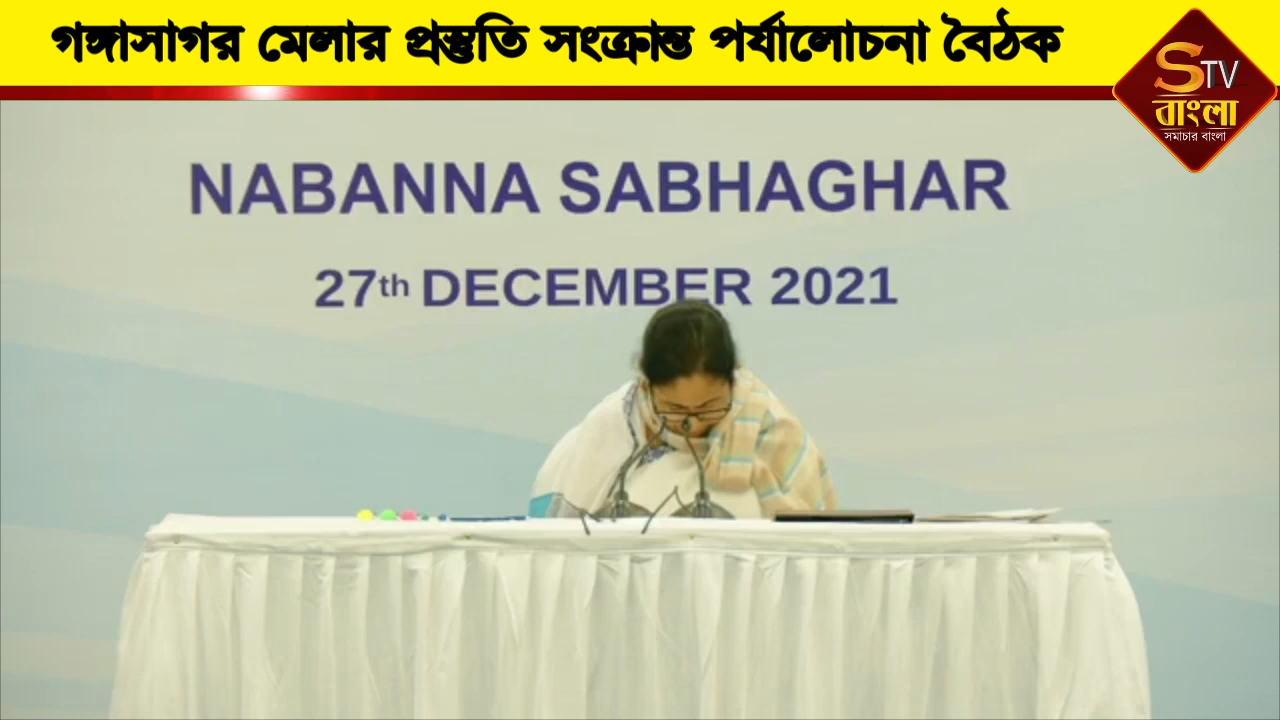 গঙ্গাসাগর মেলার প্রস্তুতি সংক্রান্ত পর্যালোচনা বৈঠক
STV
বাংলা
সমাচার বাংলা
NABANNA SABHAGHAR
27th DECEMBER 2021